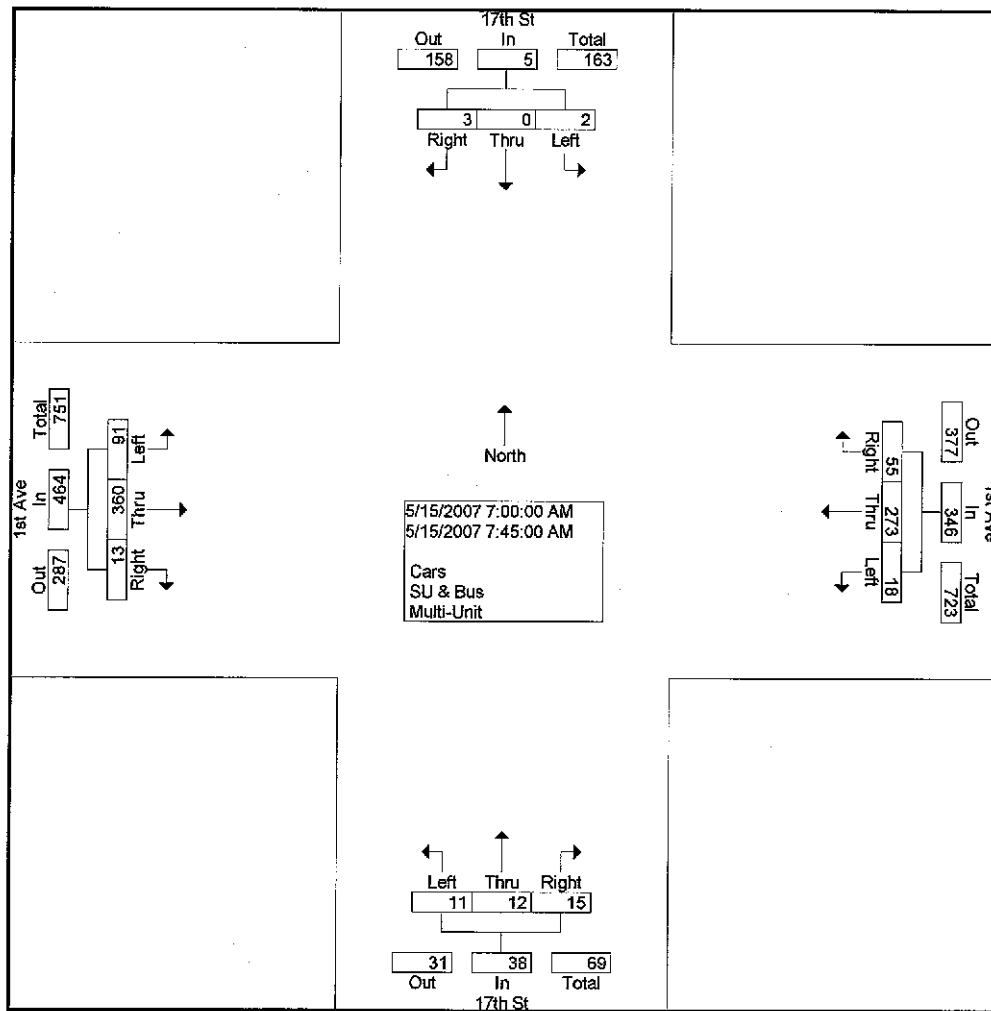 17th St
Out In Total
158 5 163
3 0 2
Right Thru Left
1st Ave
Total In Out
751 464 287
91 360 13
Left Thru Right
North
5/15/2007 7:00:00 AM
5/15/2007 7:45:00 AM
Cars
SU & Bus
Multi-Unit
Right Thru Left
55 273 18
Out In Total
377 346 723
1st Ave
Left Thru Right
11 12 15
31 38 69
Out In Total
17th St